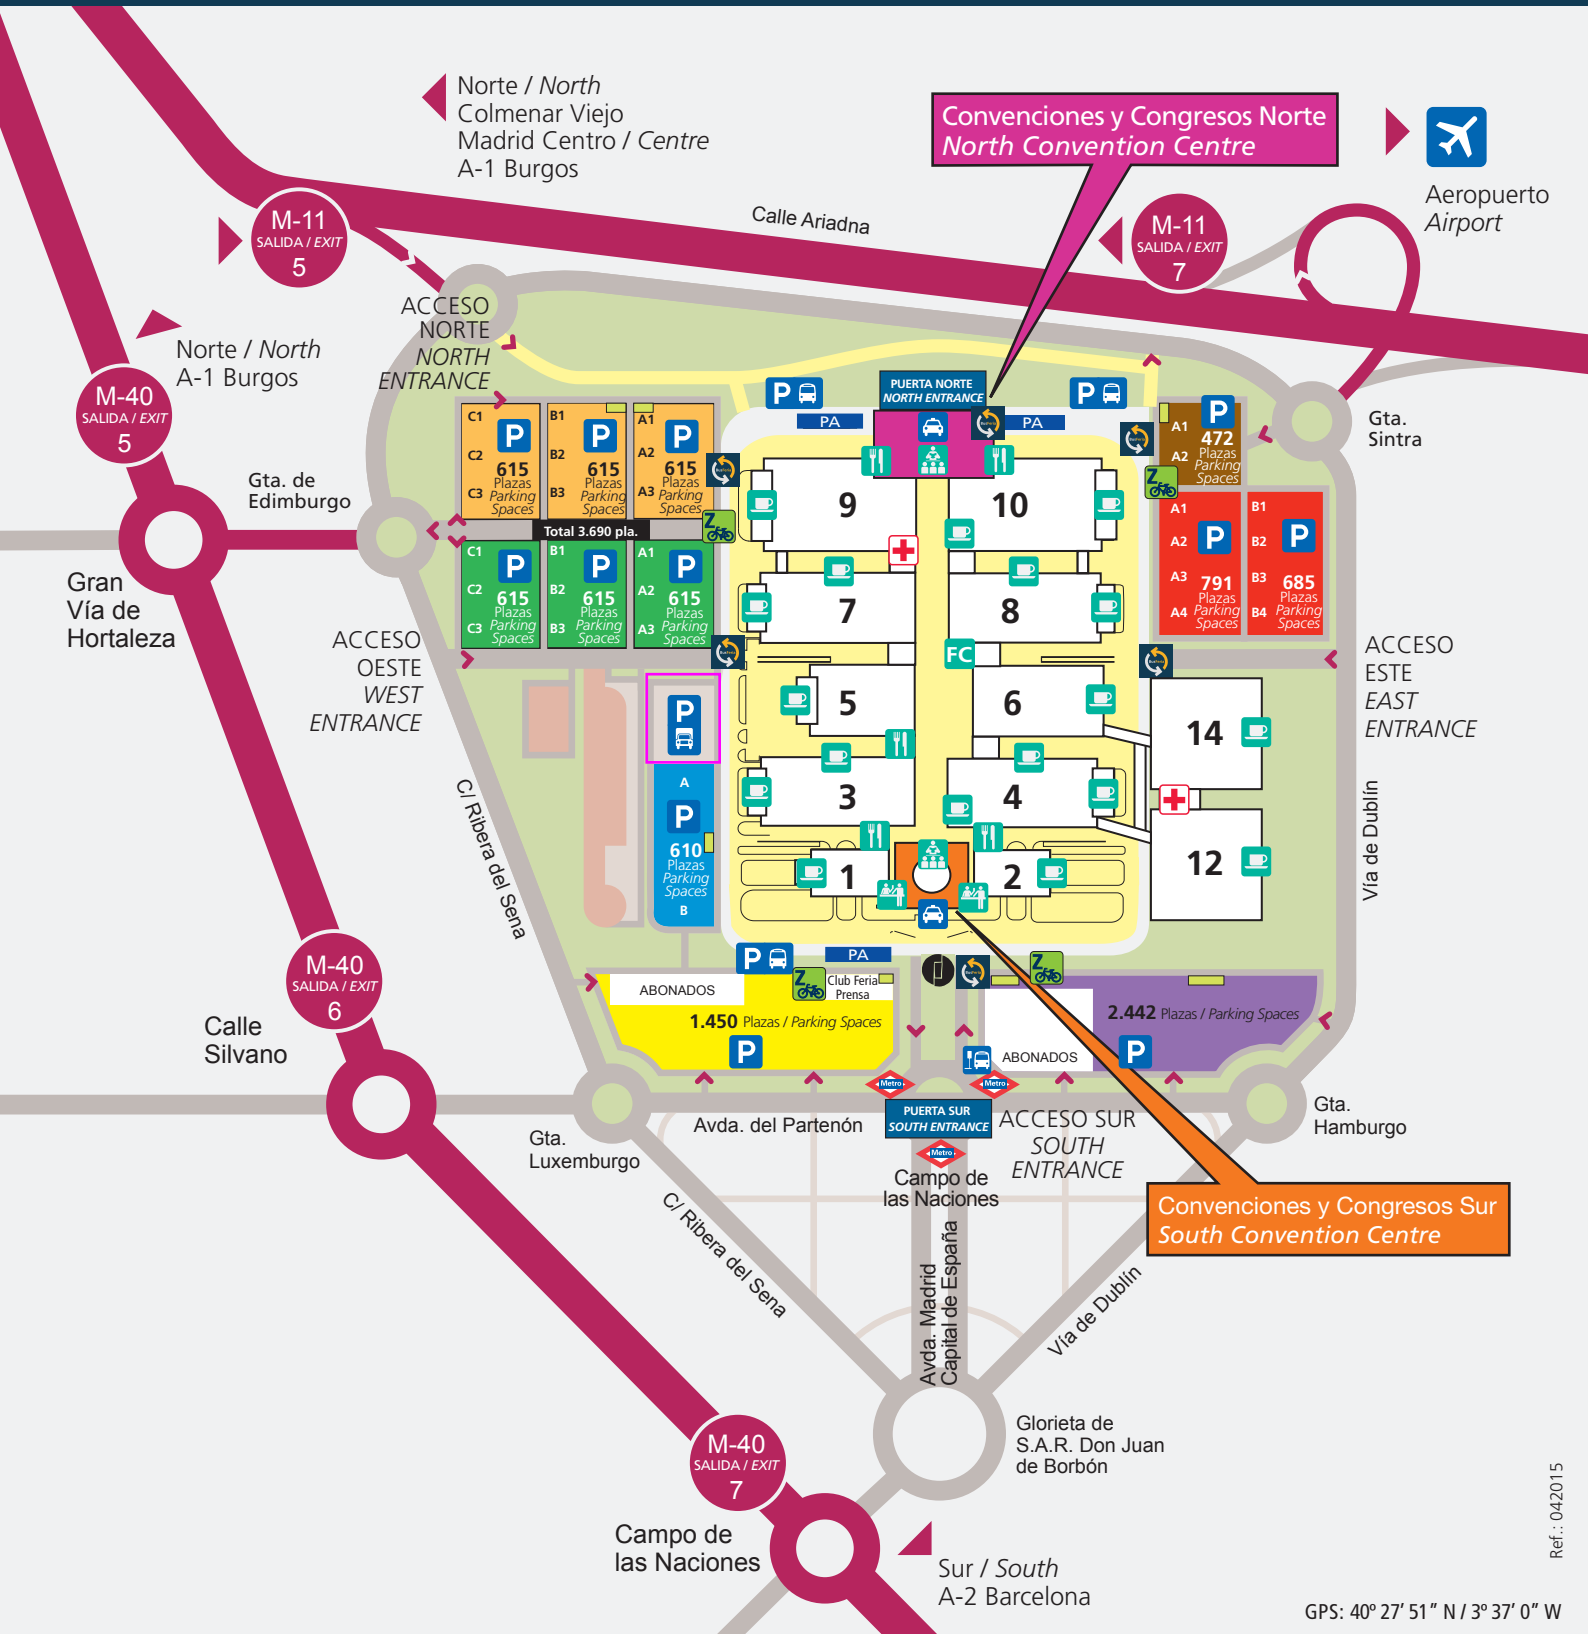 Norte / North
Colmenar Viejo
Madrid Centro / Centre
A-1 Burgos
Convenciones y Congresos Norte
North Convention Centre
Aeropuerto
Airport
Calle Ariadna
M-11
SALIDA / EXIT
5
M-11
SALIDA / EXIT
7
ACCESO
NORTE
NORTH
ENTRANCE
Norte / North
A-1 Burgos
M-40
SALIDA / EXIT
5
PUERTA NORTE
NORTH ENTRANCE
P
P
PA
PA
Gta.
Sintra
C1
C2
C3
P
615
Plazas
Parking
Spaces
B1
B2
B3
P
615
Plazas
Parking
Spaces
A1
A2
A3
P
615
Plazas
Parking
Spaces
Total 3.690 pla.
C1
C2
C3
P
615
Plazas
Parking
Spaces
B1
B2
B3
P
615
Plazas
Parking
Spaces
A1
A2
A3
P
615
Plazas
Parking
Spaces
Z
A1
A2
P
472
Plazas
Parking
Spaces
Z
A1
A2
A3
A4
P
791
Plazas
Parking
Spaces
B1
B2
B3
B4
P
685
Plazas
Parking
Spaces
Gta. de
Edimburgo
Gran
Vía de
Hortaleza
ACCESO
OESTE
WEST
ENTRANCE
ACCESO
ESTE
EAST
ENTRANCE
9
10
7
8
FC
5
6
14
3
4
12
1
2
P
A
P
610
Plazas
Parking
Spaces
B
C/ Ribera del Sena
Vía de Dublín
M-40
SALIDA / EXIT
6
Calle
Silvano
P
PA
Z
Z
ABONADOS
Club Feria
Prensa
1.450 Plazas / Parking Spaces
P
2.442 Plazas / Parking Spaces
ABONADOS
P
Metro
Metro
PUERTA SUR
SOUTH ENTRANCE
Metro
Avda. del Partenón
ACCESO SUR
SOUTH
ENTRANCE
Campo de
las Naciones
Gta.
Luxemburgo
Gta.
Hamburgo
Convenciones y Congresos Sur
South Convention Centre
C/ Ribera del Sena
Avda. Madrid
Capital de España
Vía de Dublín
Glorieta de
S.A.R. Don Juan
de Borbón
M-40
SALIDA / EXIT
7
Campo de
las Naciones
Sur / South
A-2 Barcelona
Ref.: 042015
GPS: 40º 27' 51" N / 3º 37' 0" W